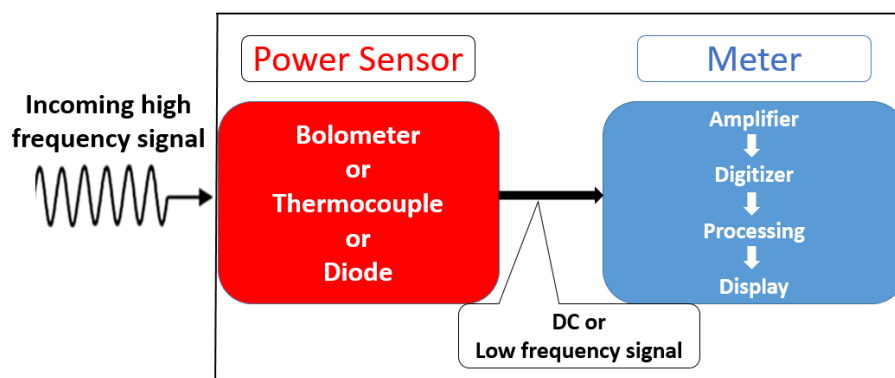 Power Sensor
Meter
Incoming high
frequency signal
Bolometer
or
Thermocouple
or
Diode
Amplifier
Digitizer
Processing
Display
DC or
Low frequency signal